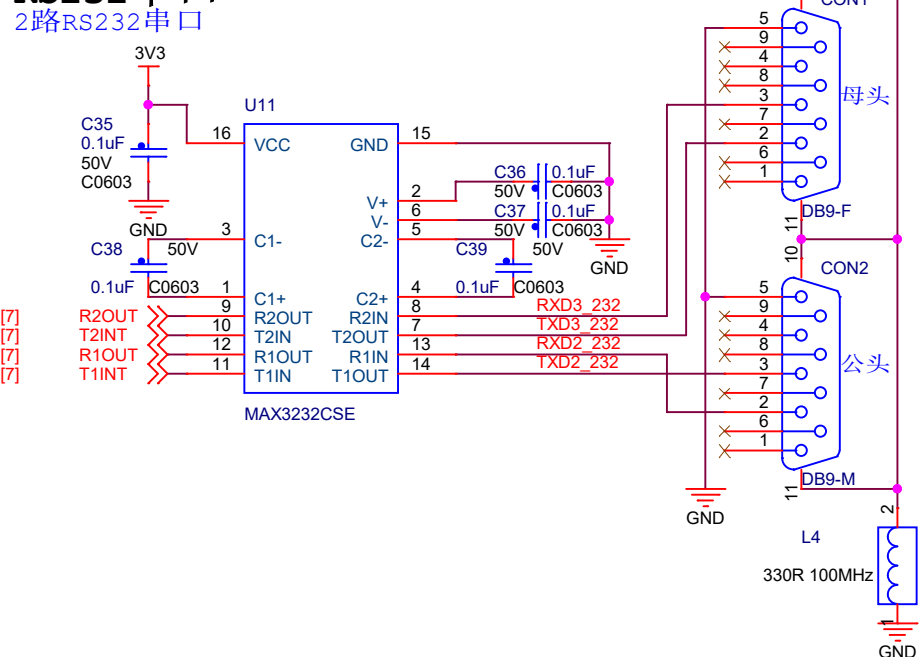 2路RS232串口
3V3
C35
0.1uF
50V
C0603
GND
U11
16 VCC
GND 15
V+ 2
V- 6
C2- 5
3 C1-
1 C1+
C2+ 4
9 R2OUT
R2IN 8
10 T2IN
T2OUT 7
12 R1OUT
R1IN 13
11 T1IN
T1OUT 14
MAX3232CSE
C36 0.1uF
50V C0603
C37 0.1uF
50V C0603
GND
C38 50V
0.1uF C0603
C39 50V
0.1uF C0603
[7] R2OUT
[7] T2INT
[7] R1OUT
[7] T1INT
RXD3_232
TXD3_232
RXD2_232
TXD2_232
CON1
5
9
4
8
3
7
2
6
1
母头
DB9-F
11
10
CON2
5
9
4
8
3
7
2
6
1
公头
DB9-M
11
GND
L4
2
330R 100MHz
1
GND